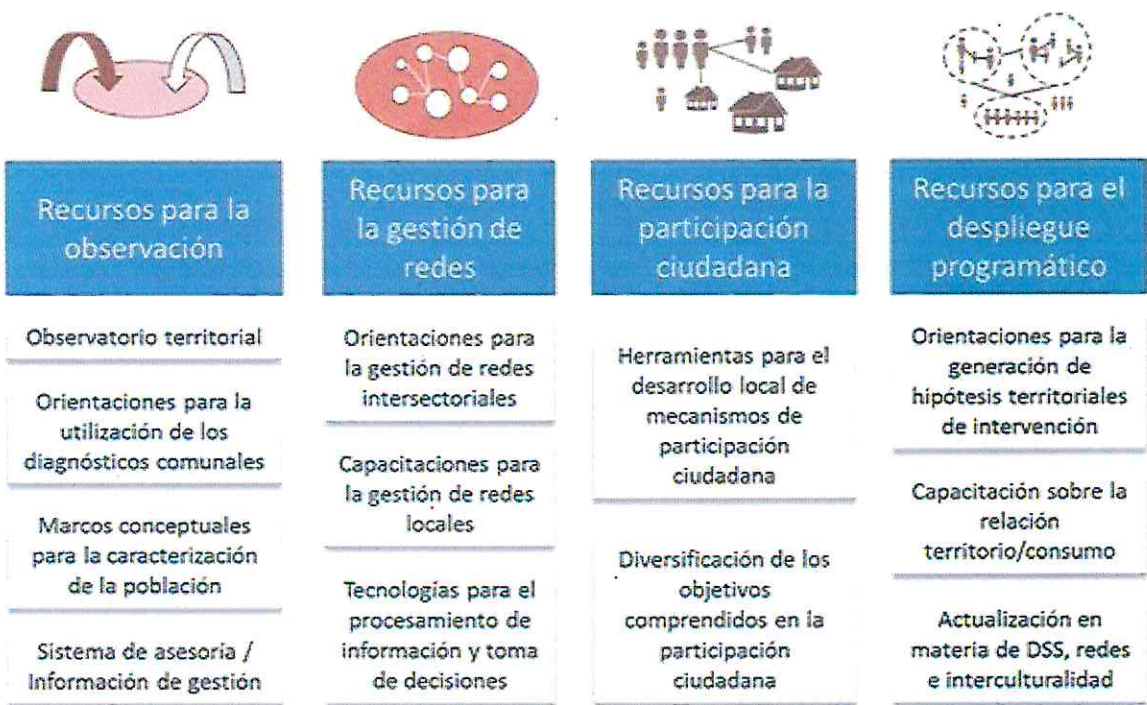 Recursos para la
observación
Observatorio territorial
Orientaciones para la
utilización de los
diagnósticos comunales
Marcos conceptuales
para la caracterización
de la población
Sistema de asesoría /
Información de gestión
Recursos para
la gestión de
redes
Orientaciones para
la gestión de redes
intersectoriales
Capacitaciones para
la gestión de redes
locales
Tecnologías para el
procesamiento de
información y toma
de decisiones
Recursos para la
participación
ciudadana
Herramientas para el
desarrollo local de
mecanismos de
participación
ciudadana
Diversificación de los
objetivos
comprendidos en la
participación
ciudadana
Recursos para el
despliegue
programático
Orientaciones para la
generación de
hipótesis territoriales
de intervención
Capacitación sobre la
relación
territorio/consumo
Actualización en
materia de DSS, redes
e interculturalidad